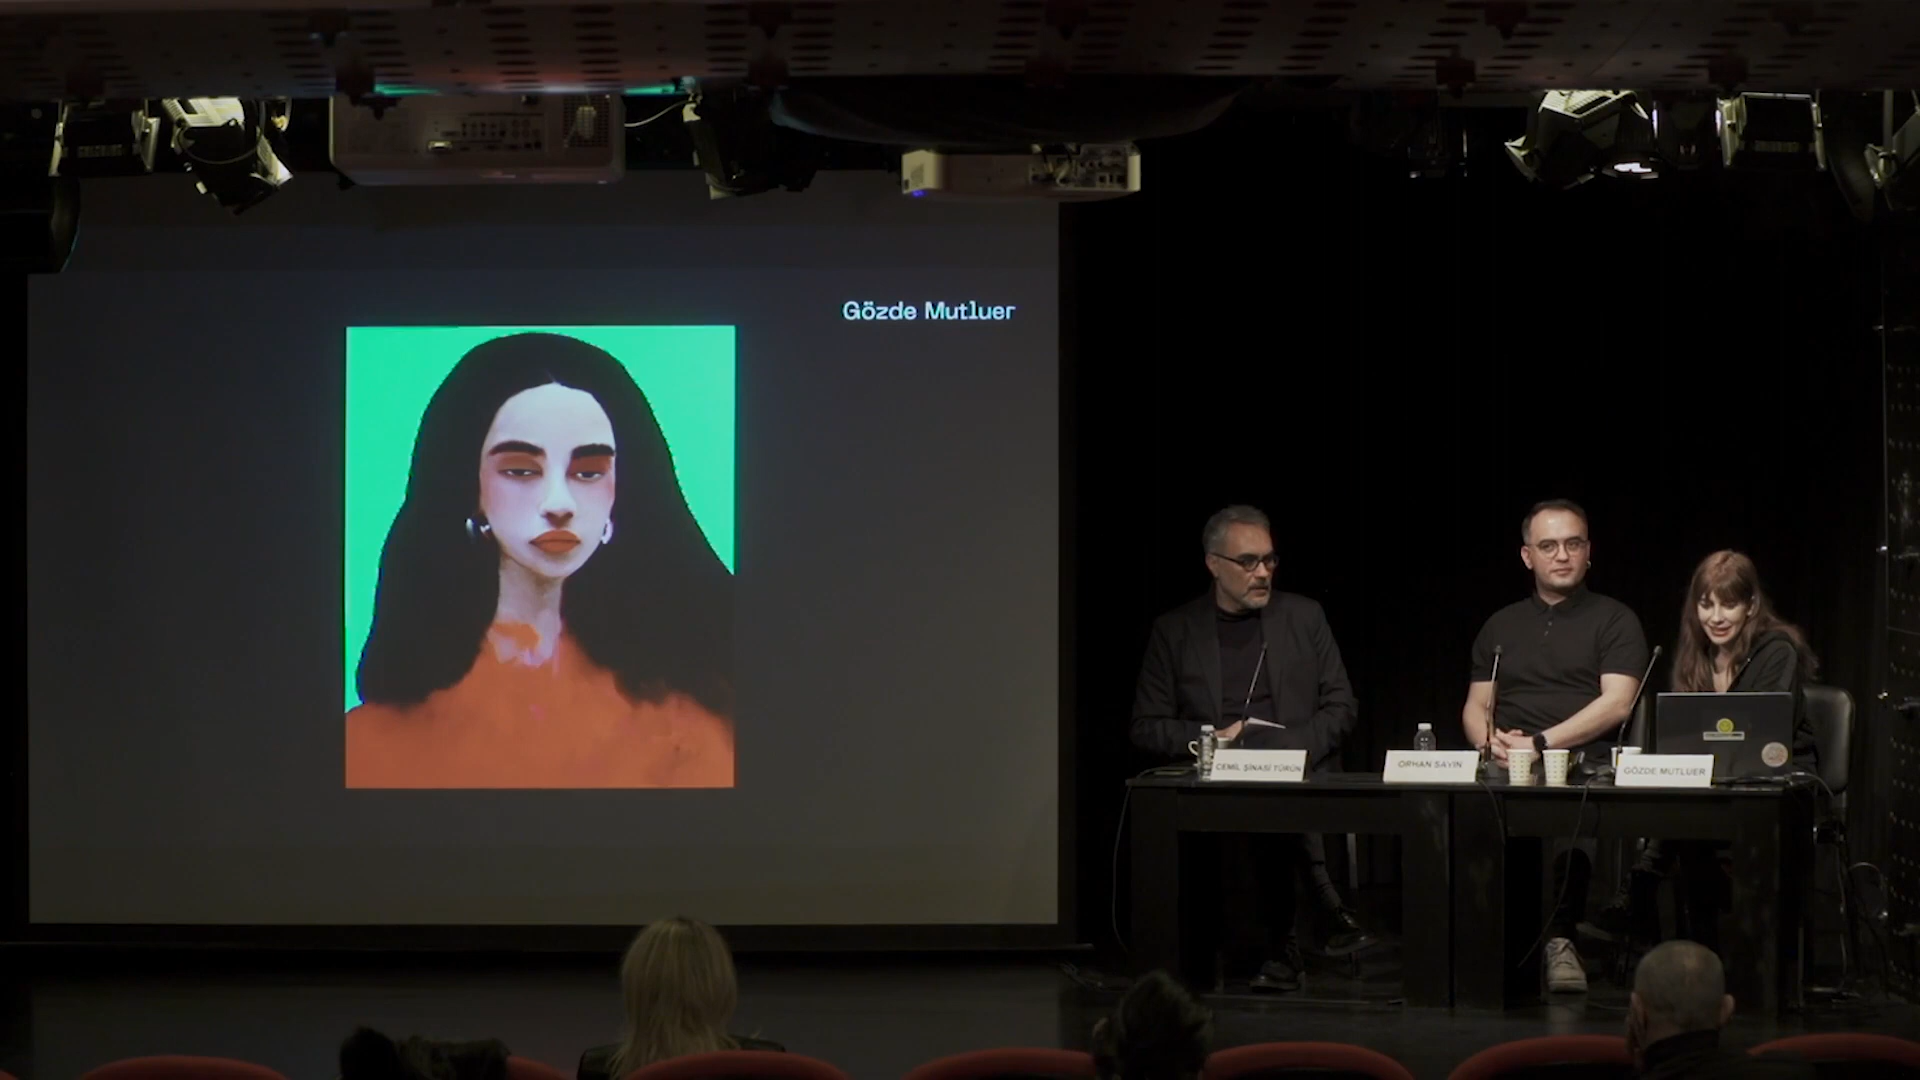 Gözde Mutluer
CEMİL ŞİNASİ TÜRÜN
ORHAN SAYIN
GÖZDE MUTLUER